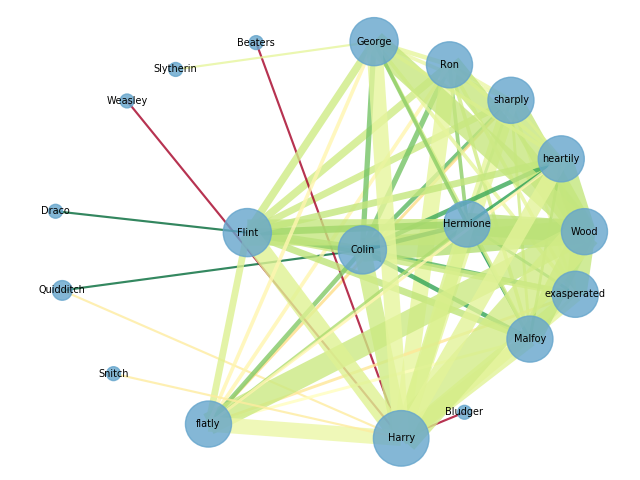 George
Beaters
Ron
Slytherin
sharply
Weasley
heartily
Draco
Hermione
Flint
Wood
Colin
Quidditch
exasperated
Malfoy
Snitch
Bludger
flatly
Harry